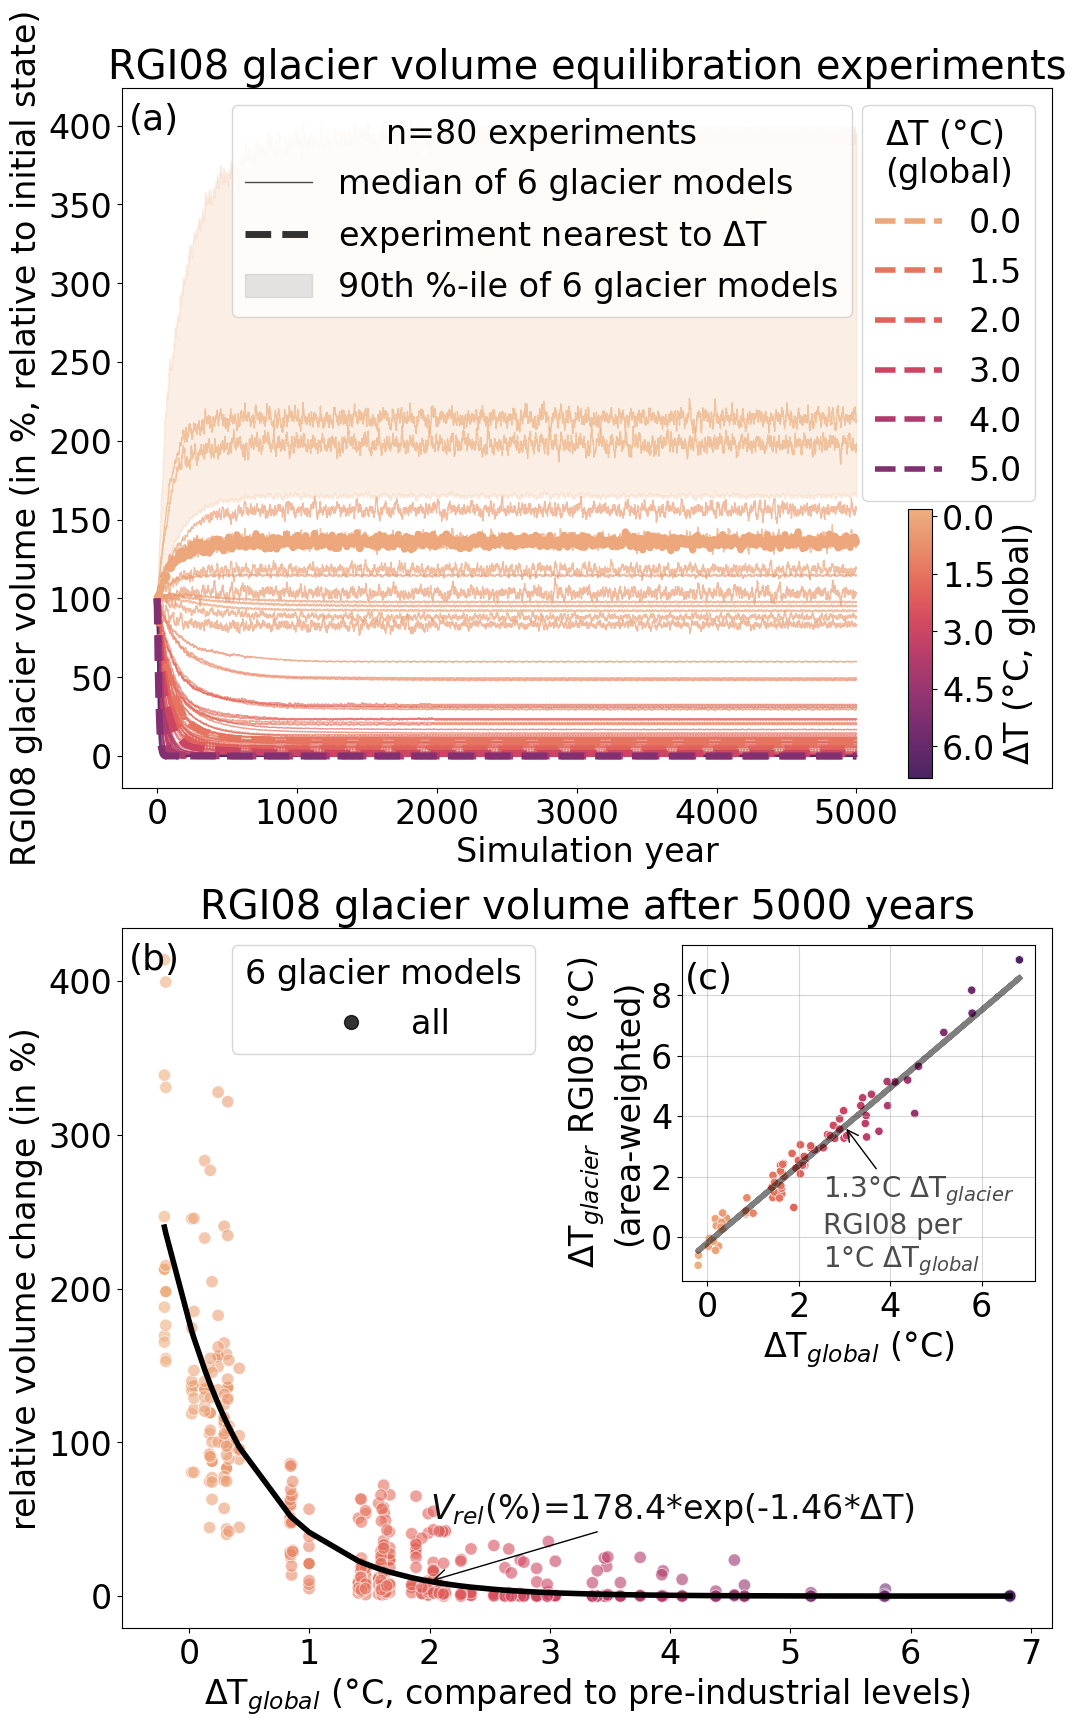 RGI08 glacier volume equilibration experiments
(a)
RGI08 glacier volume (in %, relative to initial state)
400
350
300
250
200
150
100
50
0
n=80 experiments
median of 6 glacier models
experiment nearest to ΔT
90th %-ile of 6 glacier models
ΔT (°C)
(global)
0.0
1.5
2.0
3.0
4.0
5.0
0.0
1.5
3.0
4.5
6.0
ΔT (°C, global)
0 1000 2000 3000 4000 5000
Simulation year
RGI08 glacier volume after 5000 years
(b)
relative volume change (in %)
400
300
200
100
0
6 glacier models
all
V_rel(%)=178.4*exp(-1.46*ΔT)
(c)
ΔT_glacier RGI08 (°C)
(area-weighted)
8
6
4
2
0
1.3°C ΔT_glacier
RGI08 per
1°C ΔT_global
0 2 4 6
ΔT_global (°C)
0 1 2 3 4 5 6 7
ΔT_global (°C, compared to pre-industrial levels)